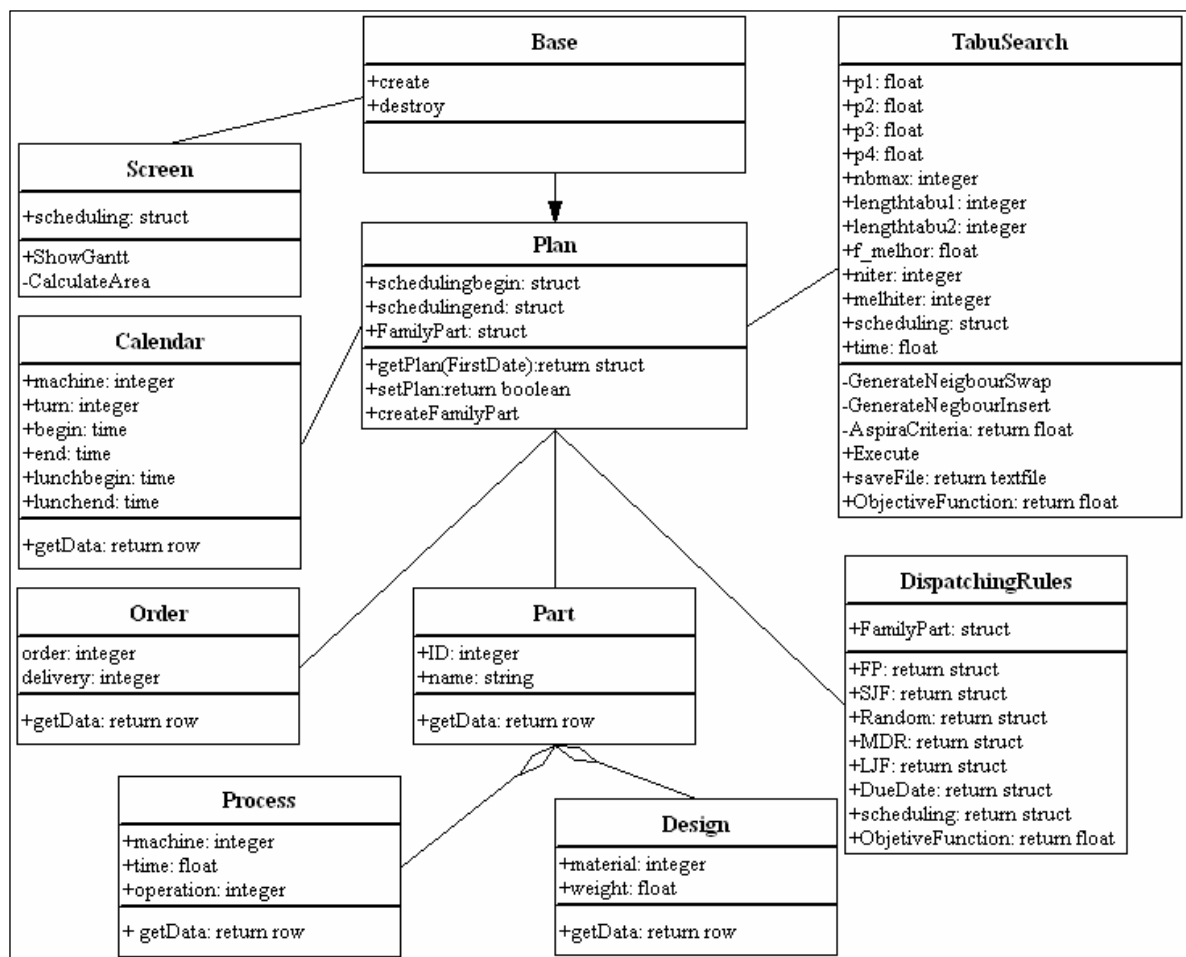 Base
+create
+destroy
TabuSearch
+p1: float
+p2: float
+p3: float
+p4: float
+nbmax: integer
+lengthtabu1: integer
+lengthtabu2: integer
+f_melhor: float
+niter: integer
+melhiter: integer
+scheduling: struct
+time: float
-GenerateNeigbourSwap
-GenerateNegbourInsert
-AspiraCriteria: return float
+Execute
+saveFile: return textfile
+ObjectiveFunction: return float
Screen
+scheduling: struct
+ShowGantt
-CalculateArea
Plan
+schedulingbegin: struct
+schedulingend: struct
+FamilyPart: struct
+getPlan(FirstDate):return struct
+setPlan:return boolean
+createFamilyPart
Calendar
+machine: integer
+turn: integer
+begin: time
+end: time
+lunchbegin: time
+lunchend: time
+getData: return row
Order
order: integer
delivery: integer
+getData: return row
Part
+ID: integer
+name: string
+getData: return row
DispatchingRules
+FamilyPart: struct
+FP: return struct
+SJF: return struct
+Random: return struct
+MDR: return struct
+LJF: return struct
+DueDate: return struct
+scheduling: return struct
+ObjetiveFunction: return float
Process
+machine: integer
+time: float
+operation: integer
+ getData: return row
Design
+material: integer
+weight: float
+getData: return row